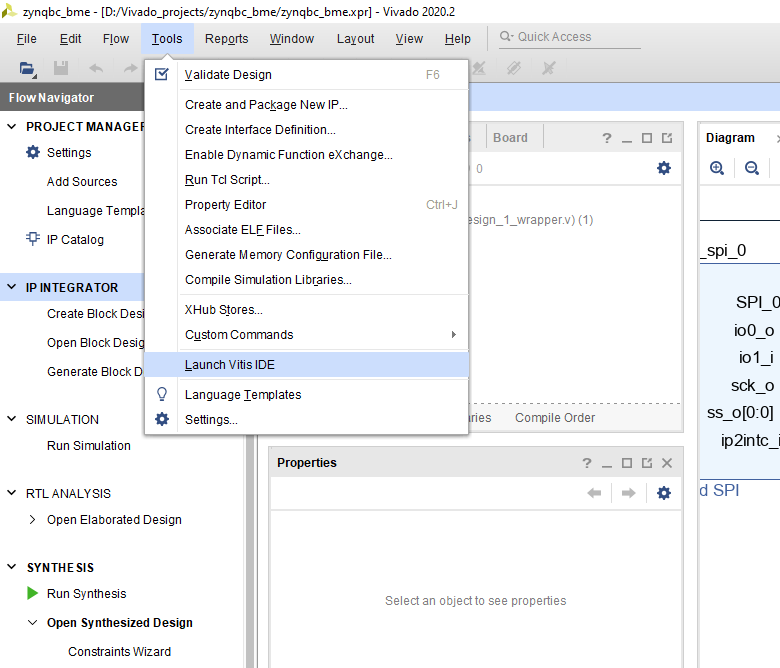 zynqbc_bme - [D:/Vivado_projects/zynqbc_bme/zynqbc_bme.xpr] - Vivado 2020.2
File Edit Flow Tools Reports Window Layout View Help Quick Access
Flow Navigator
PROJECT MANAGER
Settings
Add Sources
Language Templa
IP Catalog
IP INTEGRATOR
Create Block Desi
Open Block Desig
Generate Block D
SIMULATION
Run Simulation
RTL ANALYSIS
Open Elaborated Design
SYNTHESIS
Run Synthesis
Open Synthesized Design
Constraints Wizard
Validate Design F6
Create and Package New IP...
Create Interface Definition...
Enable Dynamic Function eXchange...
Run Tcl Script...
Property Editor Ctrl+J
Associate ELF Files...
Generate Memory Configuration File...
Compile Simulation Libraries...
XHub Stores...
Custom Commands
Launch Vitis IDE
Language Templates
Settings...
s Board ?
0
esign_1_wrapper.v) (1)
raries Compile Order
Properties ?
Select an object to see properties
Diagram
_spi_0
SPI_0
io0_o
io1_i
sck_o
ss_o[0:0]
ip2intc_i
d SPI